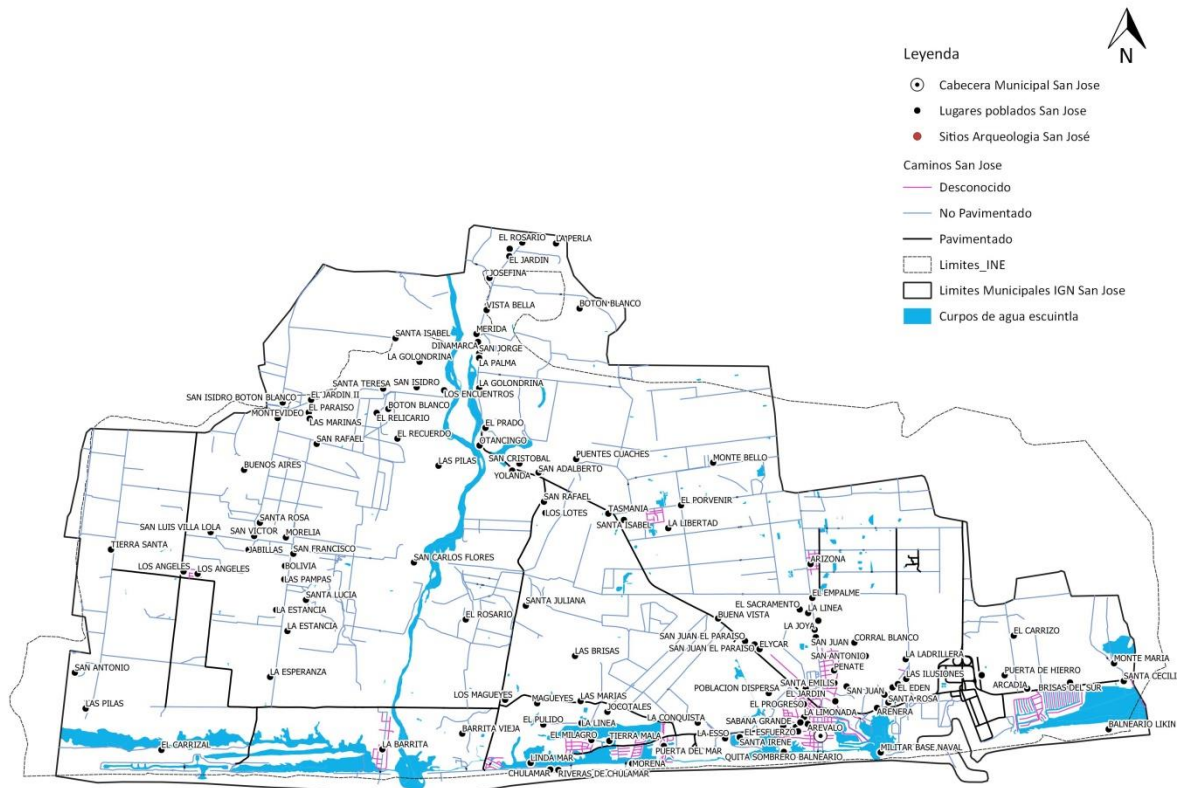 N
Leyenda
Cabecera Municipal San Jose
Lugares poblados San Jose
Sitios Arqueologia San José
Caminos San Jose
Desconocido
No Pavimentado
Pavimentado
Limites_INE
Limites Municipales IGN San Jose
Curpos de agua escuintla
EL ROSARIO
LA PERLA
EL JARDIN
JOSEFINA
VISTA BELLA
BOTON BLANCO
SANTA ISABEL
MERIDA
DINAMARCA
SAN JORGE
LA GOLONDRINA
LA PALMA
SANTA TERESA
SAN ISIDRO
LA GOLONDRINA
LOS ENCUENTROS
SAN ISIDRO BOTON BLANCO
EL JARDIN II
MONTEVIDEO
EL PARAISO
BOTON BLANCO
LAS MARINAS
EL RELICARIO
EL PRADO
SAN RAFAEL
EL RECUERDO
OTANCINGO
BUENOS AIRES
LAS PILAS
SAN CRISTOBAL
PUENTES CUACHES
YOLANDA
SAN ADALBERTO
MONTE BELLO
SAN RAFAEL
LOS LOTES
TASMANIA
EL PORVENIR
SANTA ISABEL
LA LIBERTAD
SANTA ROSA
SAN LUIS VILLA LOLA
SAN VICTOR
MORELIA
TIERRA SANTA
JABILLAS
SAN FRANCISCO
LOS ANGELES
LOS ANGELES
BOLIVIA
SAN CARLOS FLORES
ARIZONA
LAS PAMPAS
SANTA LUCIA
LA ESTANCIA
SANTA JULIANA
EL EMPALME
EL SACRAMENTO
LA LINEA
EL ROSARIO
BUENA VISTA
LA ESTANCIA
LA JOYA
SAN JUAN EL PARAISO
ELYCAR
SAN JUAN
CORRAL BLANCO
EL CARRIZO
SAN JUAN EL PARAISO
LAS BRISAS
SAN ANTONIO
LA LADRILLERA
MONTE MARIA
SAN ANTONIO
LA ESPERANZA
PENATE
LAS ILUSIONES
PUERTA DE HIERRO
SANTA CECILI
SANTA EMILIS
ARCADIA
BRISAS DEL SUR
POBLACION DISPERSA
EL JARDIN
SAN JUAN
EL EDEN
LOS MAGUEYES
MAGUEYES
LAS MARIAS
SANTA ROSA
LAS PILAS
JOCOTALES
EL PROGRESO
LA LIMONADA
ARENERA
EL PULIDO
LA LINEA
LA CONQUISTA
SABANA GRANDE
AREVALO
BALNEARIO LIKIN
BARRITA VIEJA
EL MILAGRO
TIERRA MALA
LA ESSO
EL ESFUERZO
EL CARRIZAL
LA BARRITA
PUERTA DEL MAR
SANTA IRENE
LINDA MAR
MORENA
QUITA SOMBRERO BALNEARIO
MILITAR BASE NAVAL
CHULAMAR
RIVERAS DE CHULAMAR